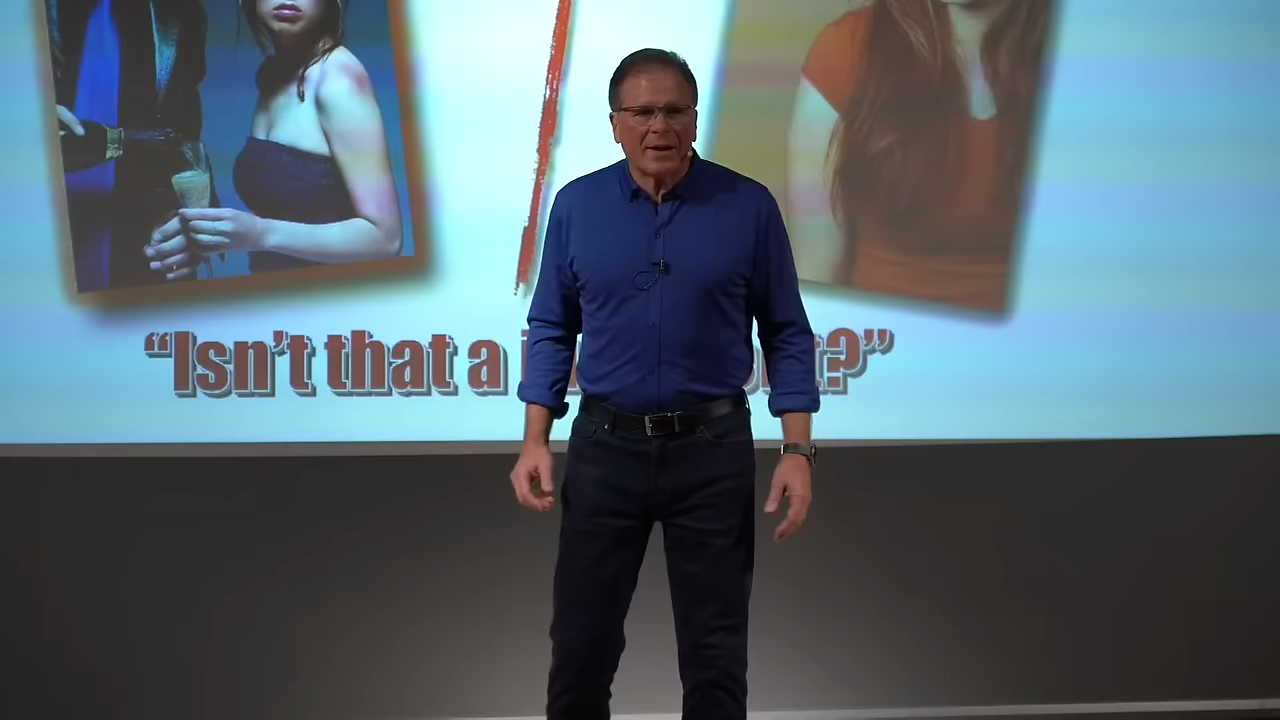 “Isn’t that a ?”